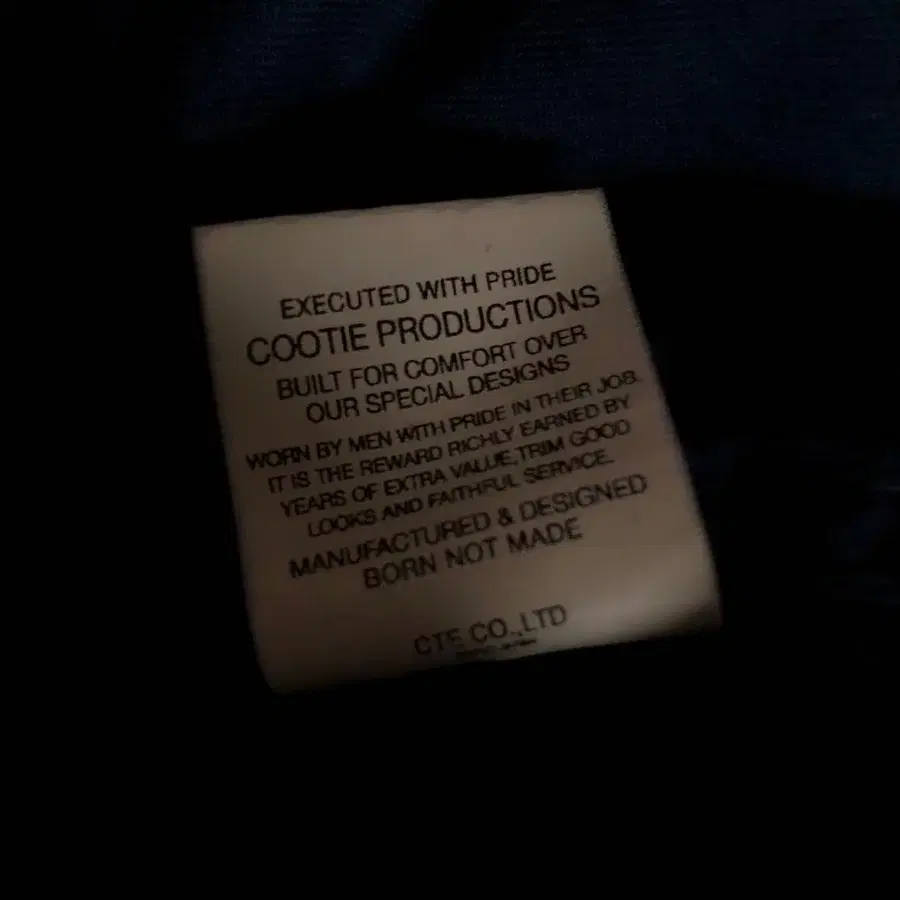 EXECUTED WITH PRIDE
COOTIE PRODUCTIONS
BUILT FOR COMFORT OVER
OUR SPECIAL DESIGNS
WORN BY MEN WITH PRIDE IN THEIR JOB.
IT IS THE REWARD RICHLY EARNED BY
YEARS OF EXTRA VALUE,TRIM GOOD
LOOKS AND FAITHFUL SERVICE.
MANUFACTURED & DESIGNED
BORN NOT MADE
CTE CO.,LTD